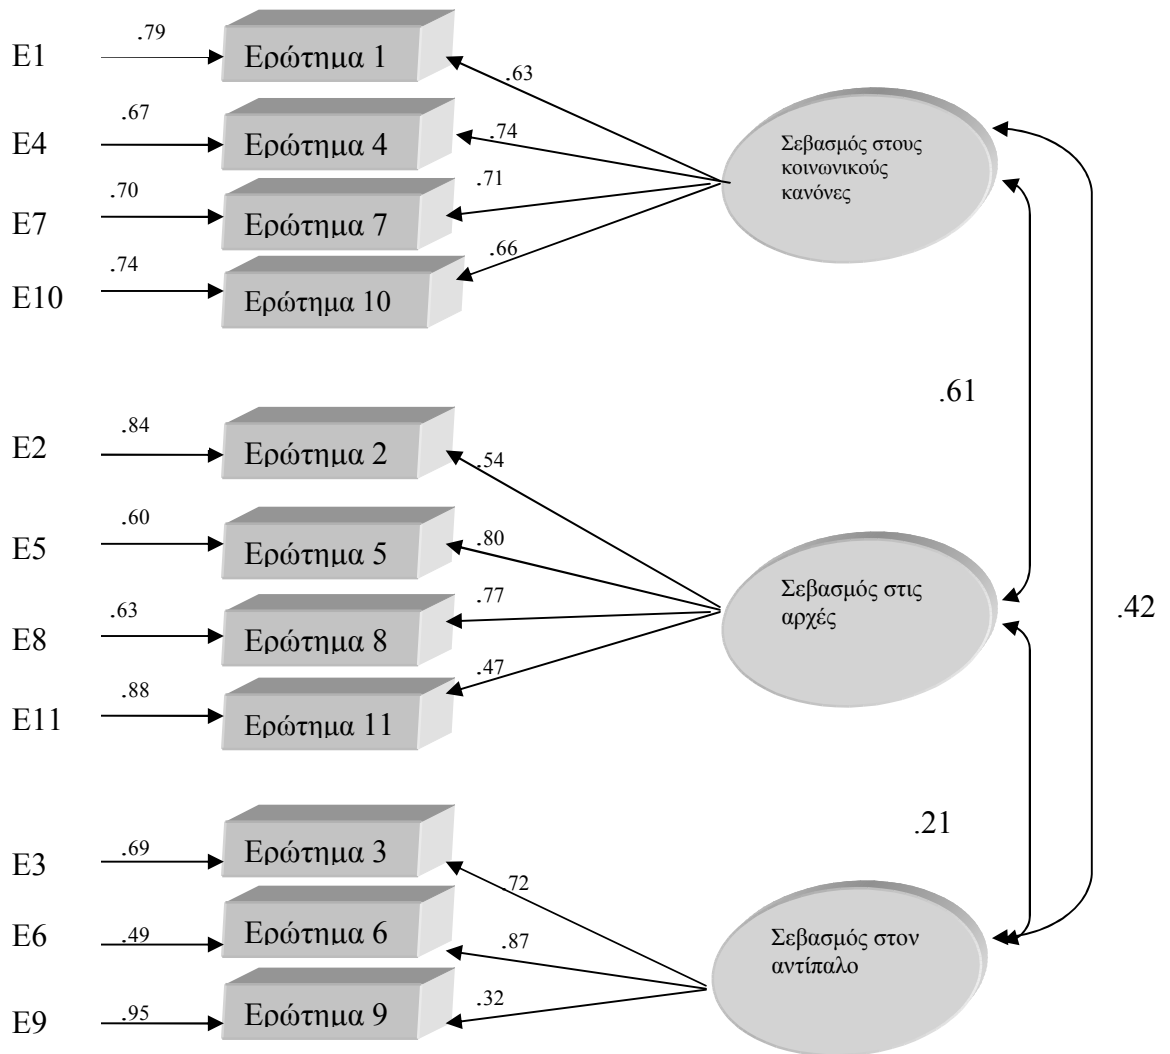 .79
E1
Ερώτημα 1
.63
.67
E4
Ερώτημα 4
.74
Σεβασμός στους
κοινωνικούς
κανόνες
.70
E7
Ερώτημα 7
.71
.74
E10
Ερώτημα 10
.66
.61
.84
E2
Ερώτημα 2
.54
.60
E5
Ερώτημα 5
.80
Σεβασμός στις
αρχές
.63
E8
Ερώτημα 8
.77
.42
.88
E11
Ερώτημα 11
.47
.21
.69
E3
Ερώτημα 3
.72
.49
E6
Ερώτημα 6
.87
Σεβασμός στον
αντίπαλο
.95
E9
Ερώτημα 9
.32